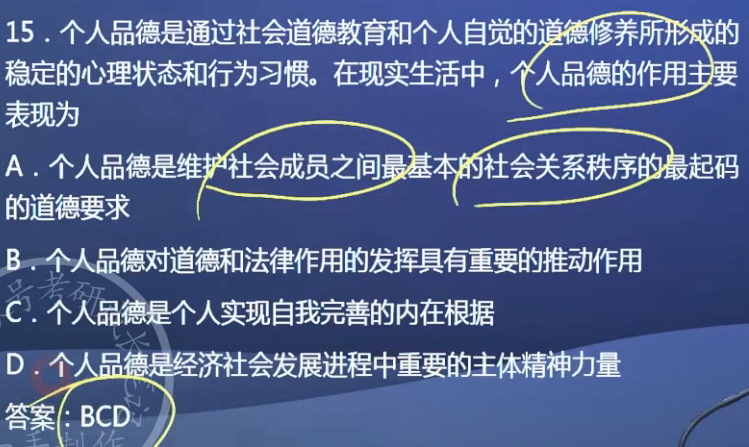 15．个人品德是通过社会道德教育和个人自觉的道德修养所形成的
稳定的心理状态和行为习惯。在现实生活中，个人品德的作用主要
表现为
A．个人品德是维护社会成员之间最基本的社会关系秩序的最起码
的道德要求
B．个人品德对道德和法律作用的发挥具有重要的推动作用
C．个人品德是个人实现自我完善的内在根据
D．个人品德是经济社会发展进程中重要的主体精神力量
答案：BCD